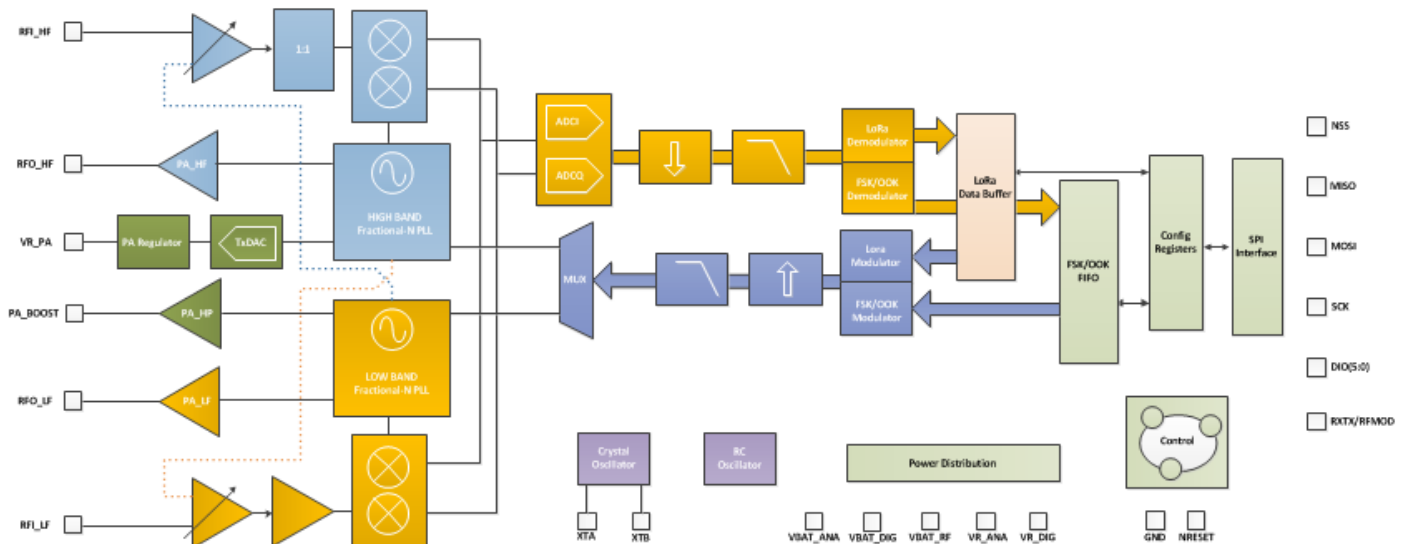 RFI_HF
1:1
RFO_HF
PA_HF
HIGH BAND
Fractional-N PLL
VR_PA
PA Regulator
TxDAC
PA_BOOST
PA_HP
RFO_LF
PA_LF
LOW BAND
Fractional-N PLL
RFI_LF
ADCI
ADCQ
MUX
LoRa
Demodulator
FSK/OOK
Demodulator
Lora
Modulator
FSK/OOK
Modulator
LoRa
Data Buffer
FSK/OOK
FIFO
Config
Registers
SPI
Interface
NSS
MISO
MOSI
SCK
DIO(5:0)
RXTX/RFMOD
Crystal
Oscillator
RC
Oscillator
Power Distribution
Control
XTA
XTB
VBAT_ANA
VBAT_DIG
VBAT_RF
VR_ANA
VR_DIG
GND
NRESET